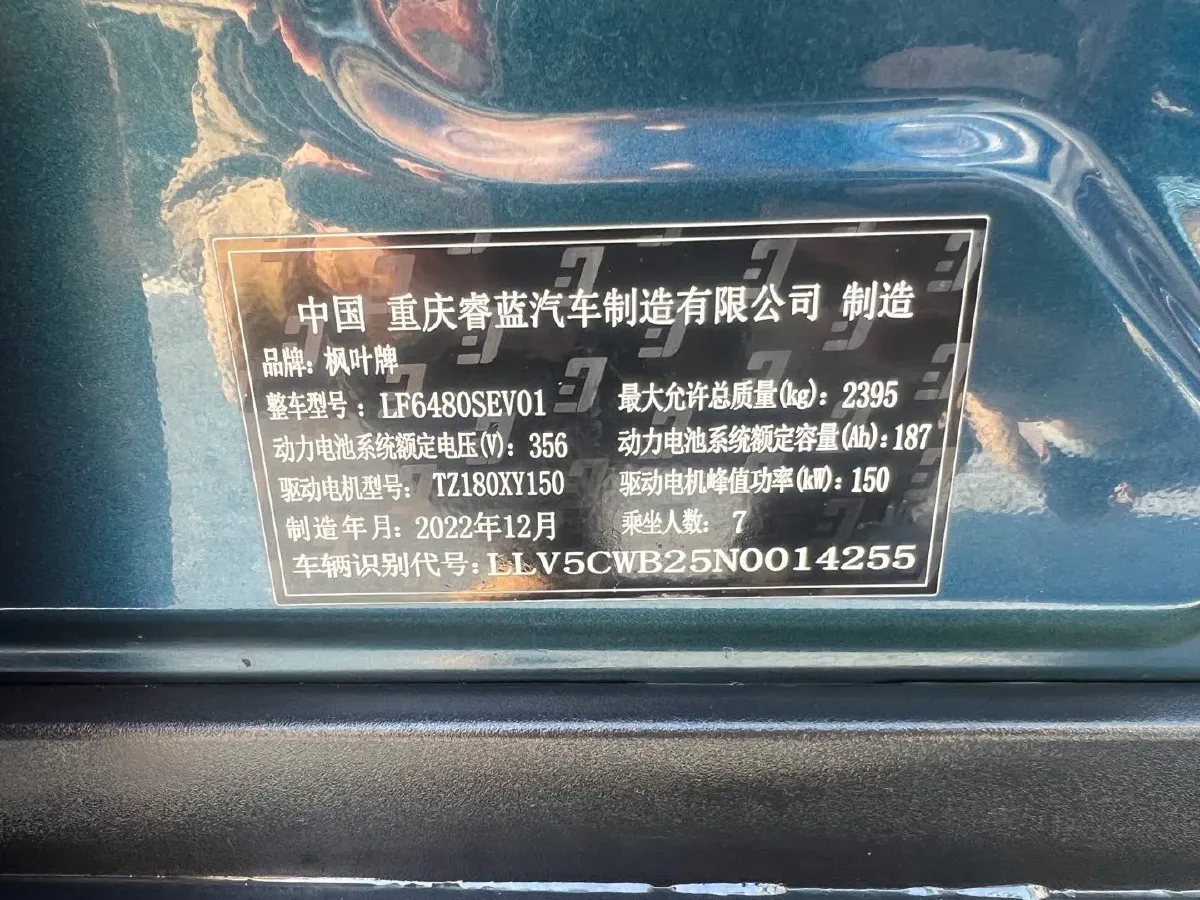 中国 重庆睿蓝汽车制造有限公司 制造
品牌: 枫叶牌
整车型号: LF6480SEV01 最大允许总质量(kg): 2395
动力电池系统额定电压(V): 356 动力电池系统额定容量(Ah): 187
驱动电机型号: TZ180XY150 驱动电机峰值功率(kW): 150
制造年月: 2022年12月 乘坐人数: 7
车辆识别代号: LLV5CWB25N0014255